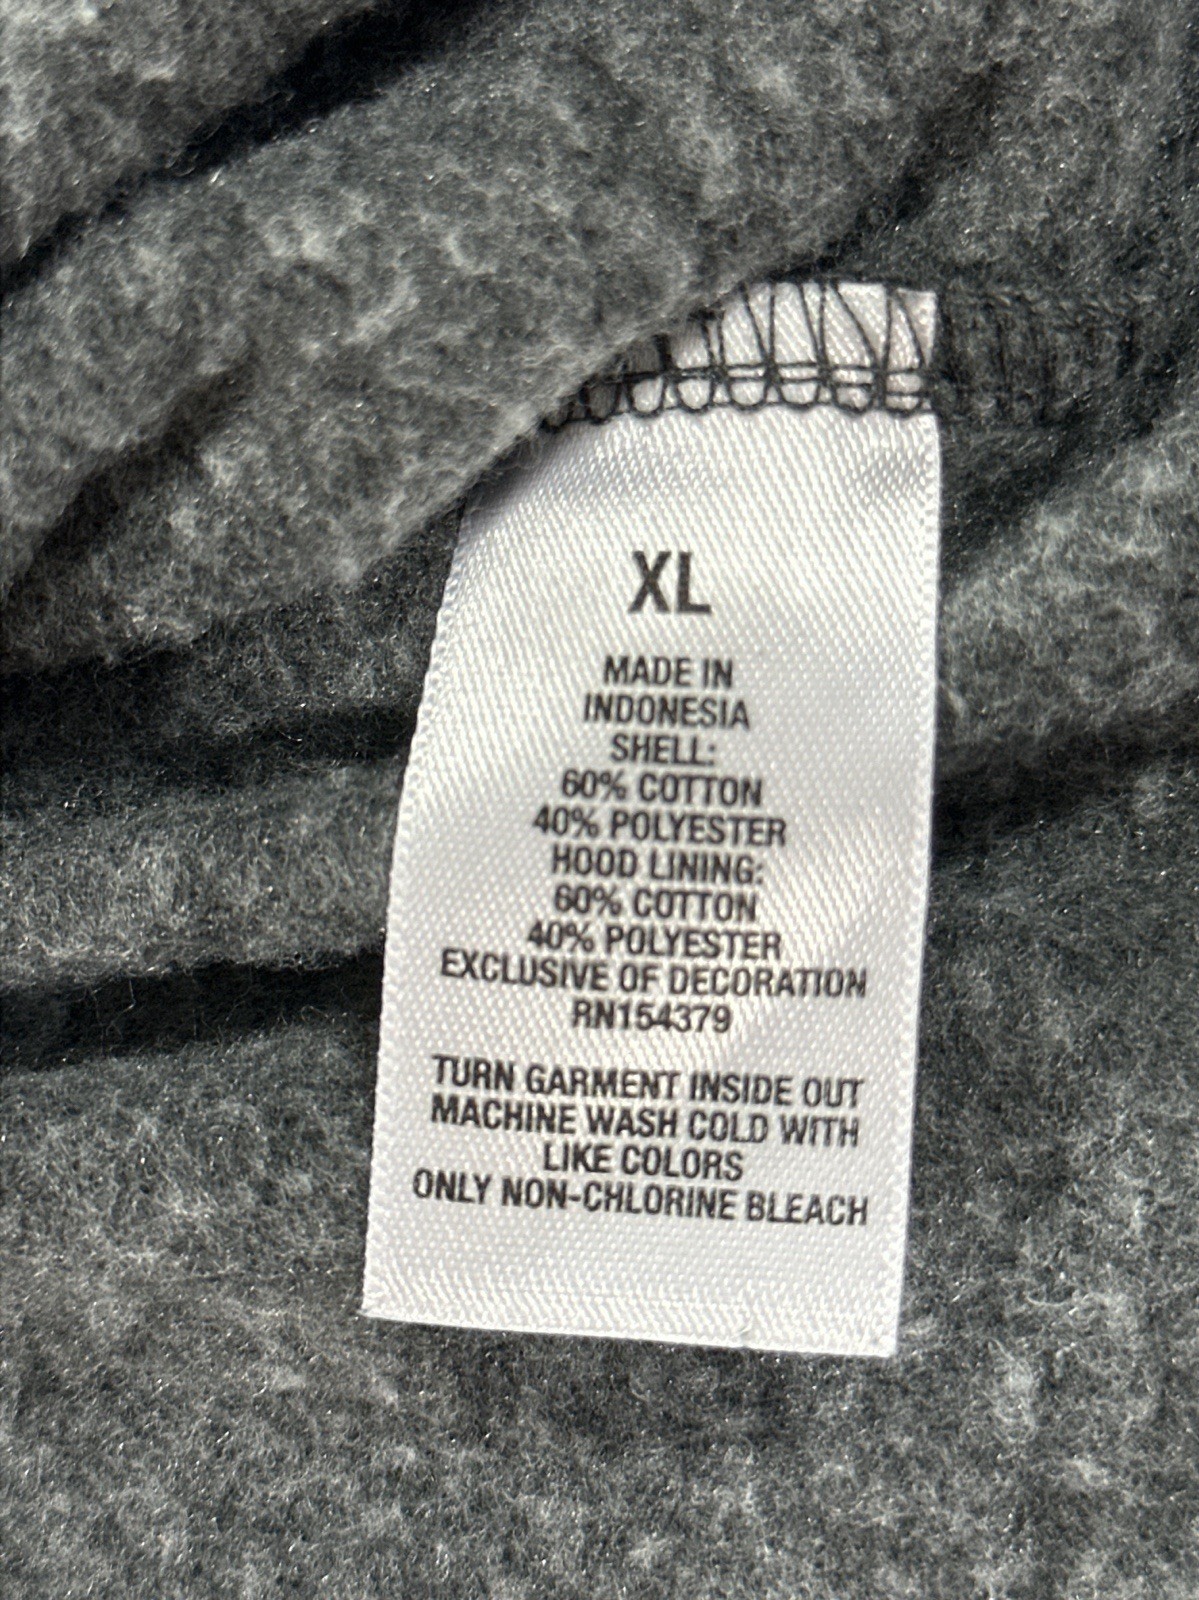 XL
MADE IN
INDONESIA
SHELL:
60% COTTON
40% POLYESTER
HOOD LINING:
60% COTTON
40% POLYESTER
EXCLUSIVE OF DECORATION
RN154379
TURN GARMENT INSIDE OUT
MACHINE WASH COLD WITH
LIKE COLORS
ONLY NON-CHLORINE BLEACH